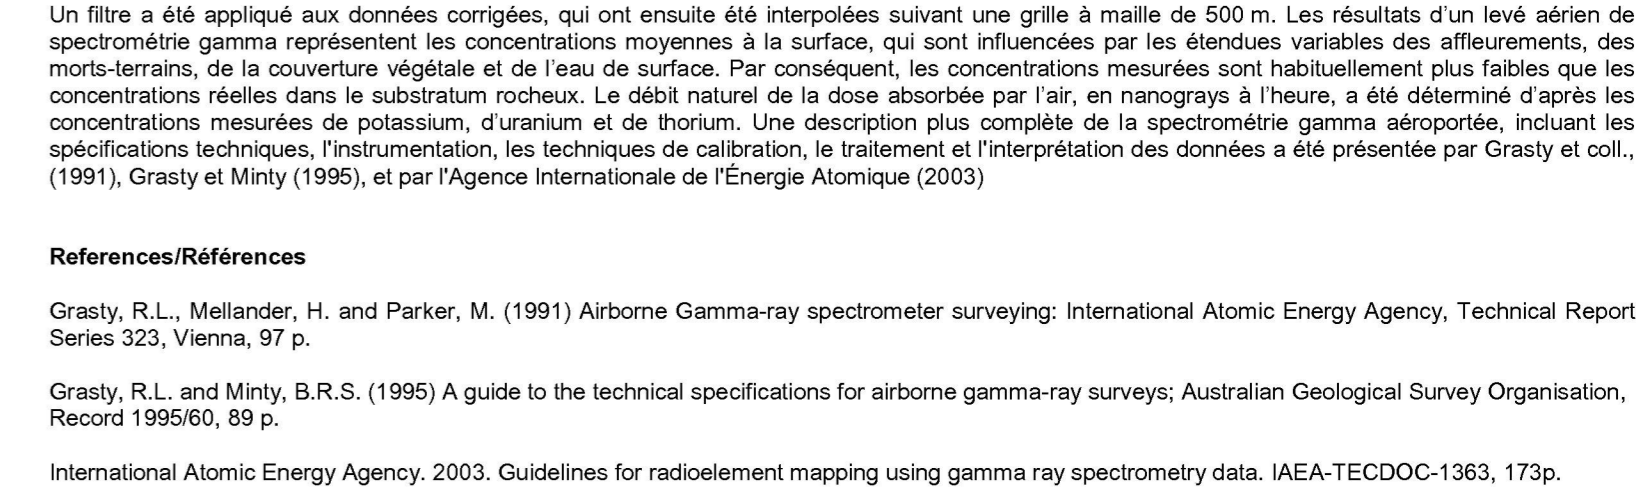 Un filtre a été appliqué aux données corrigées, qui ont ensuite été interpolées suivant une grille à maille de 500 m. Les résultats d’un levé aérien de
spectrométrie gamma représentent les concentrations moyennes à la surface, qui sont influencées par les étendues variables des affleurements, des
morts-terrains, de la couverture végétale et de l’eau de surface. Par conséquent, les concentrations mesurées sont habituellement plus faibles que les
concentrations réelles dans le substratum rocheux. Le débit naturel de la dose absorbée par l’air, en nanograys à l’heure, a été déterminé d’après les
concentrations mesurées de potassium, d’uranium et de thorium. Une description plus complète de la spectrométrie gamma aéroportée, incluant les
spécifications techniques, l'instrumentation, les techniques de calibration, le traitement et l'interprétation des données a été présentée par Grasty et coll.,
(1991), Grasty et Minty (1995), et par l'Agence Internationale de l'Énergie Atomique (2003)
References/Références
Grasty, R.L., Mellander, H. and Parker, M. (1991) Airborne Gamma-ray spectrometer surveying: International Atomic Energy Agency, Technical Report
Series 323, Vienna, 97 p.
Grasty, R.L. and Minty, B.R.S. (1995) A guide to the technical specifications for airborne gamma-ray surveys; Australian Geological Survey Organisation,
Record 1995/60, 89 p.
International Atomic Energy Agency. 2003. Guidelines for radioelement mapping using gamma ray spectrometry data. IAEA-TECDOC-1363, 173p.